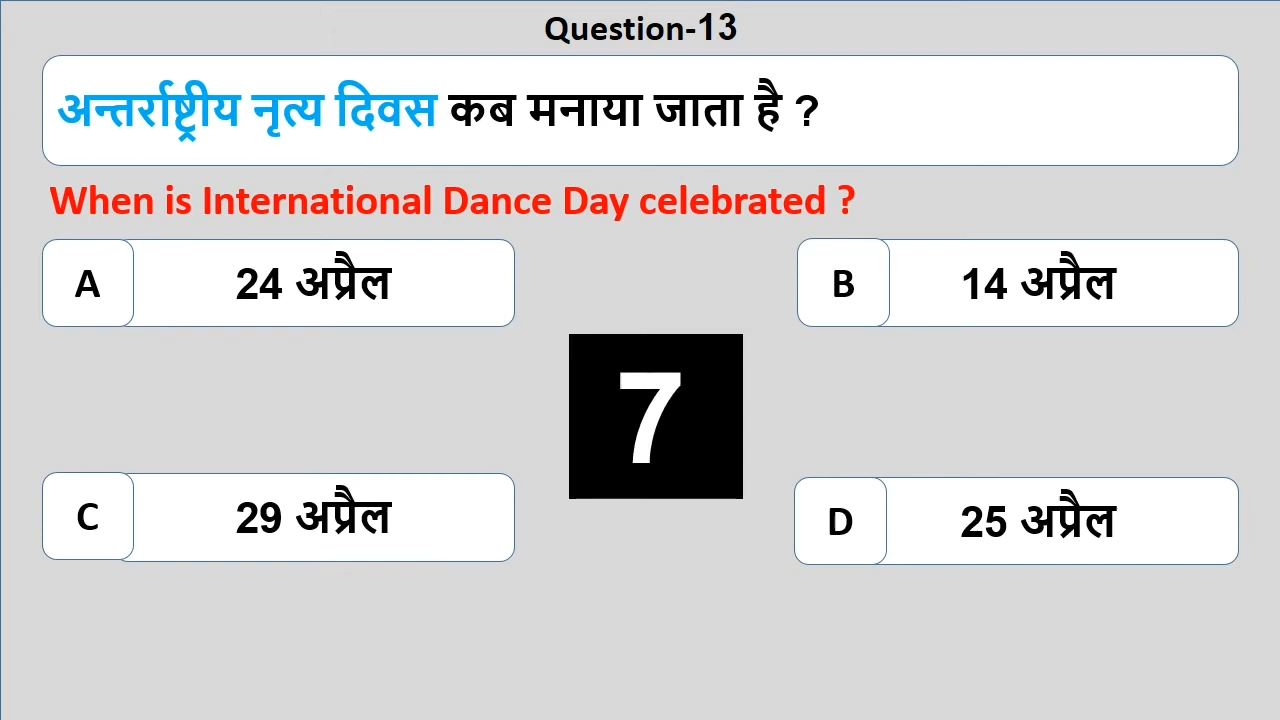 Question-13
अन्तर्राष्ट्रीय नृत्य दिवस कब मनाया जाता है ?
When is International Dance Day celebrated ?
A 24 अप्रैल
B 14 अप्रैल
7
C 29 अप्रैल
D 25 अप्रैल